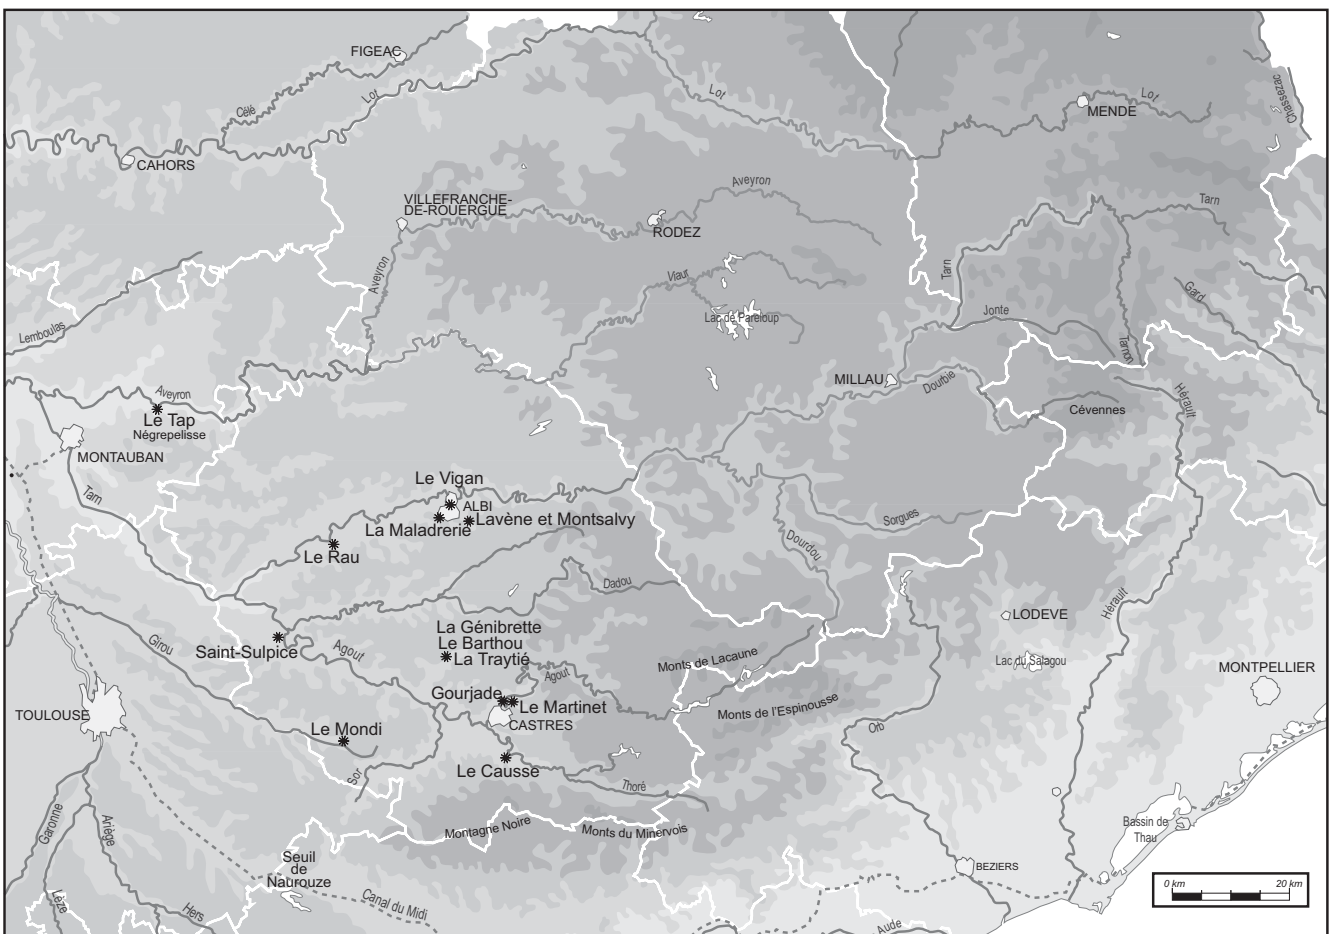 FIGEAC
Célé
Lot
Lot
MENDE
Lot
Chassezac
CAHORS
VILLEFRANCHE-
DE-ROUERGUE
Aveyron
RODEZ
Tarn
Aveyron
Viaur
Tarn
Gard
Lemboulas
Lac de Pareloup
Jonte
Tarnon
MILLAU
Dourbie
Hérault
Cévennes
Aveyron
Le Tap
Négrepelisse
MONTAUBAN
Tarn
Le Vigan
ALBI
Lavène et Montsalvy
La Maladrerie
Sorgues
Dourdou
Le Rau
Dadou
Hérault
LODEVE
La Génibrette
Le Barthou
La Traytié
Girou
Saint-Sulpice
Agout
Monts de Lacaune
Lac du Salagou
MONTPELLIER
Agout
Gourjade
Le Martinet
CASTRES
Monts de l'Espinousse
TOULOUSE
Le Mondi
Orb
Le Causse
Sor
Thoré
Garonne
Ariège
Montagne Noire
Monts du Minervois
Bassin de
Thau
Seuil
de
Naurouze
BEZIERS
0 km
20 km
Lèze
Hers
Canal du Midi
Aude